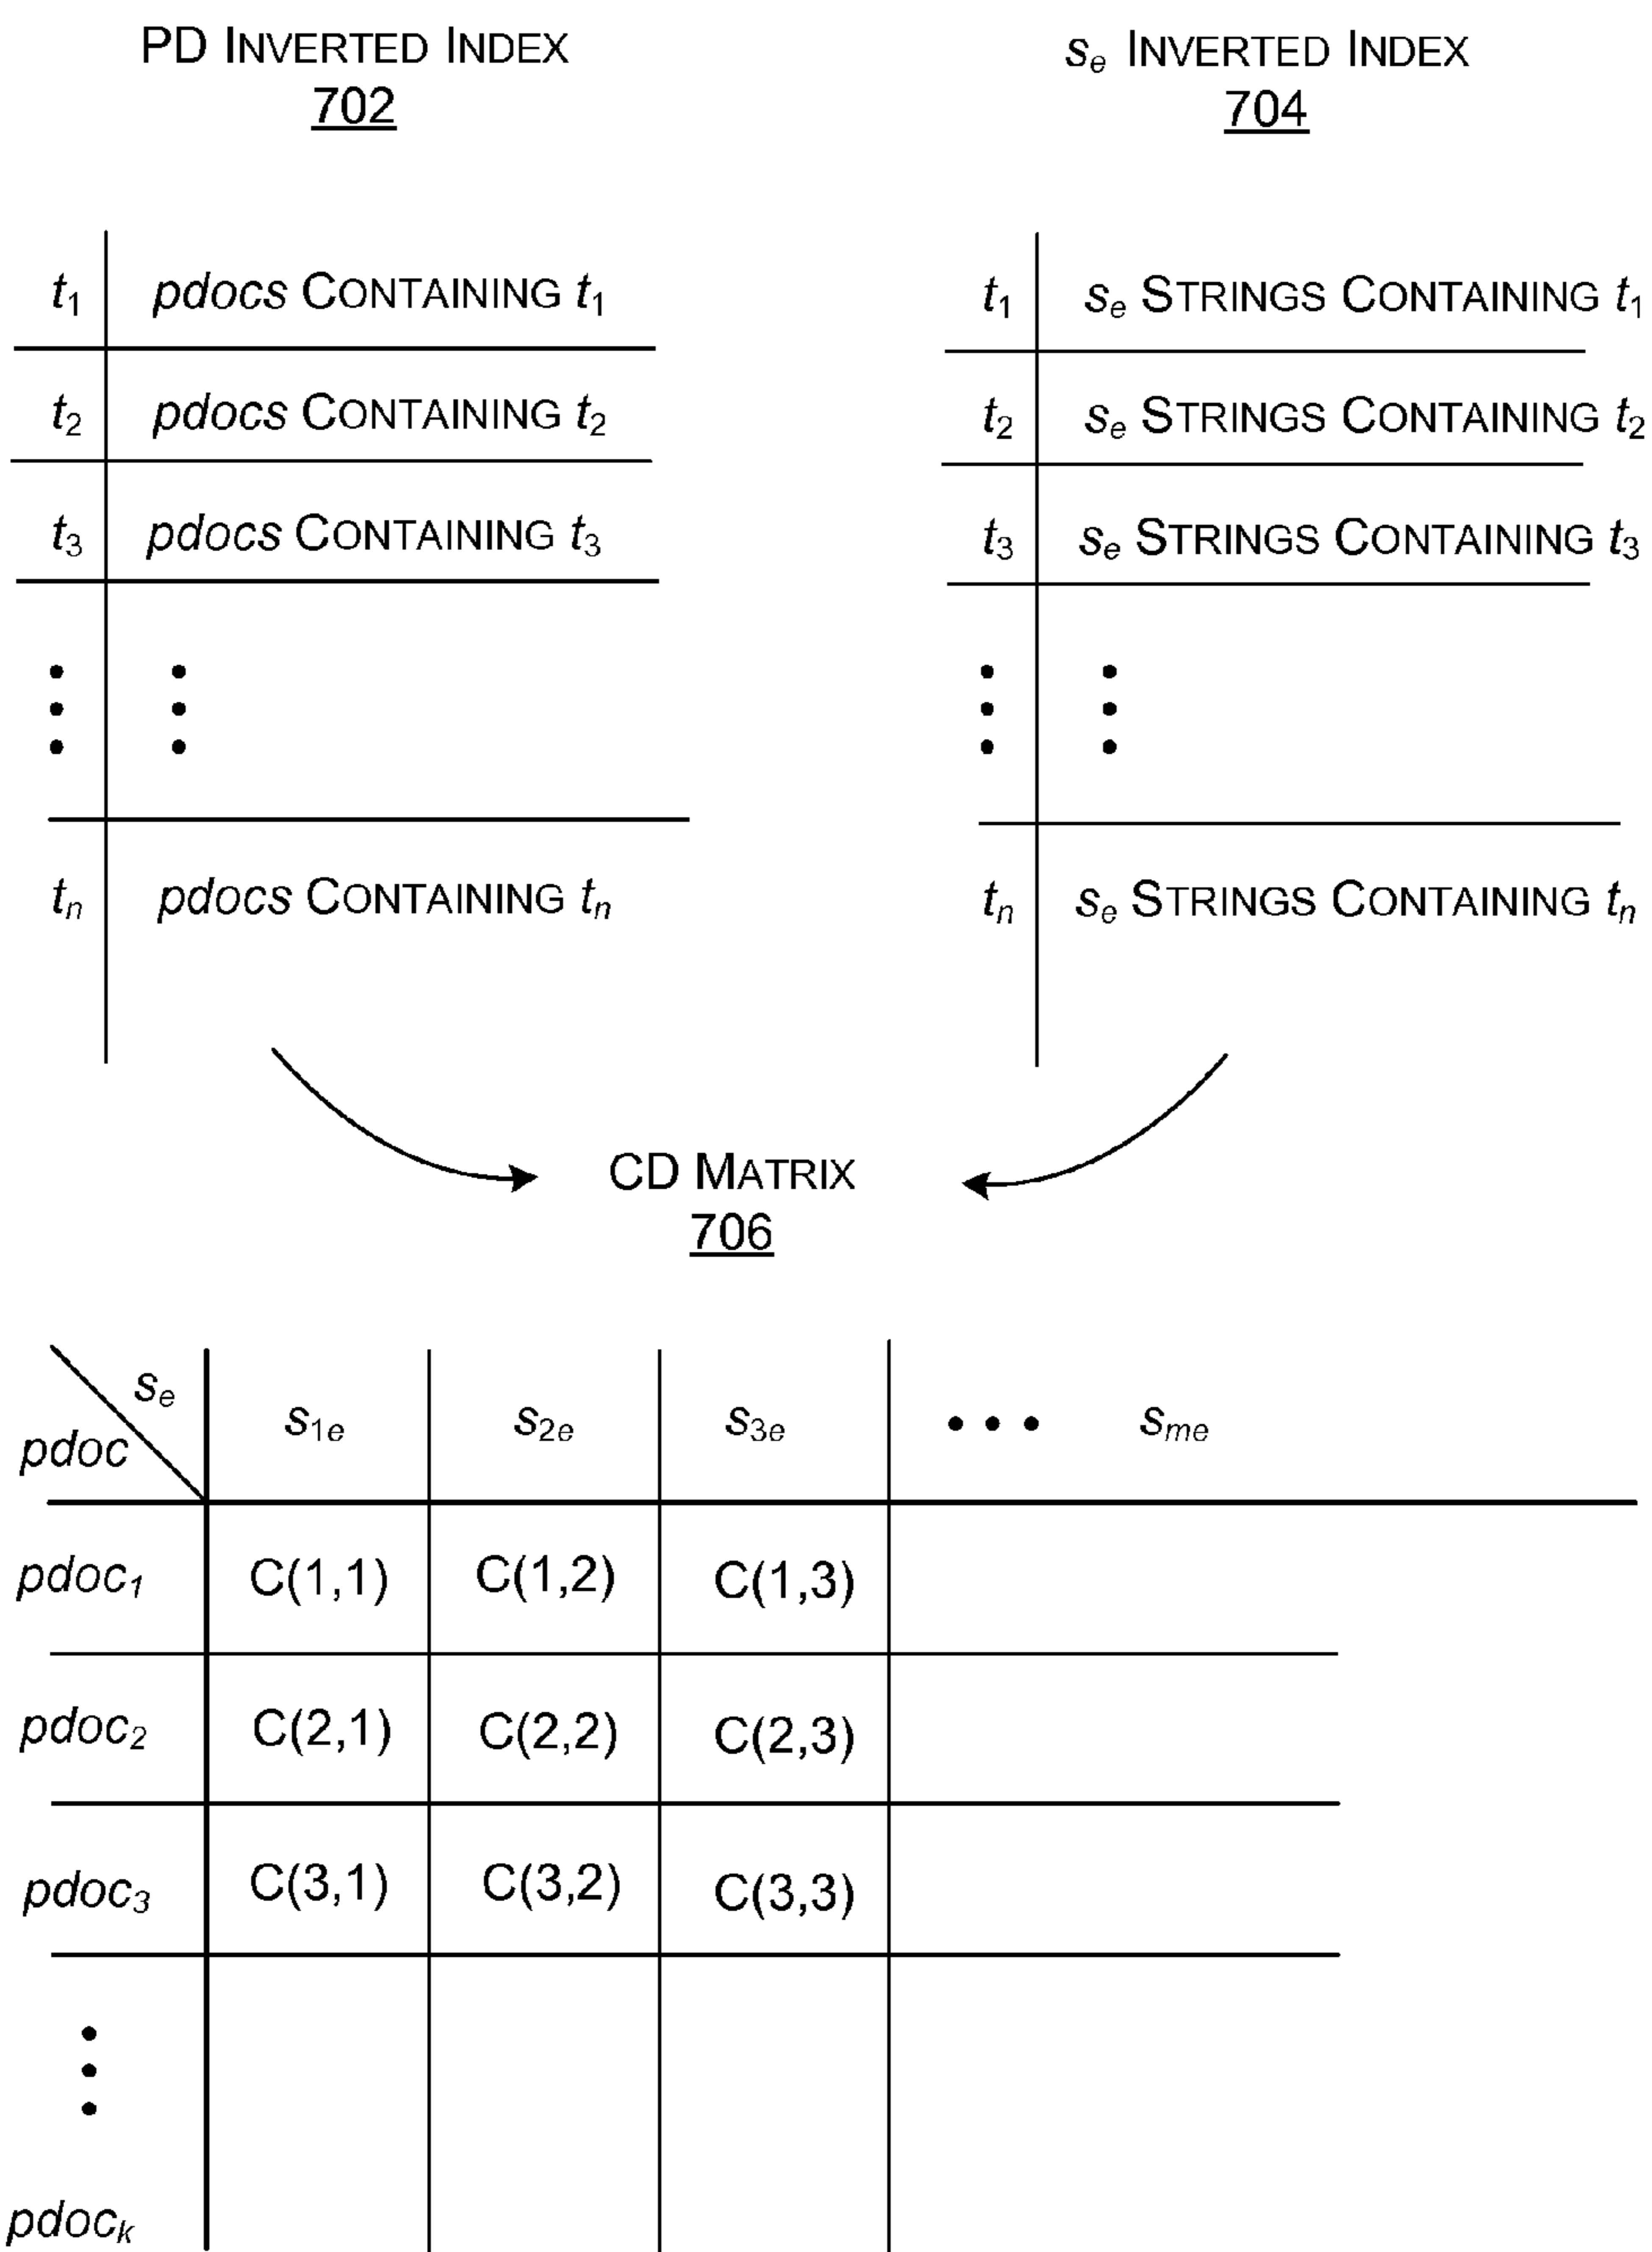 PD INVERTED INDEX
702
se INVERTED INDEX
704
t1 pdocs CONTAINING t1
t2 pdocs CONTAINING t2
t3 pdocs CONTAINING t3
tn pdocs CONTAINING tn
t1 se STRINGS CONTAINING t1
t2 se STRINGS CONTAINING t2
t3 se STRINGS CONTAINING t3
tn se STRINGS CONTAINING tn
CD MATRIX
706
se
pdoc
s1e s2e s3e ••• sme
pdoc1 C(1,1) C(1,2) C(1,3)
pdoc2 C(2,1) C(2,2) C(2,3)
pdoc3 C(3,1) C(3,2) C(3,3)
pdock